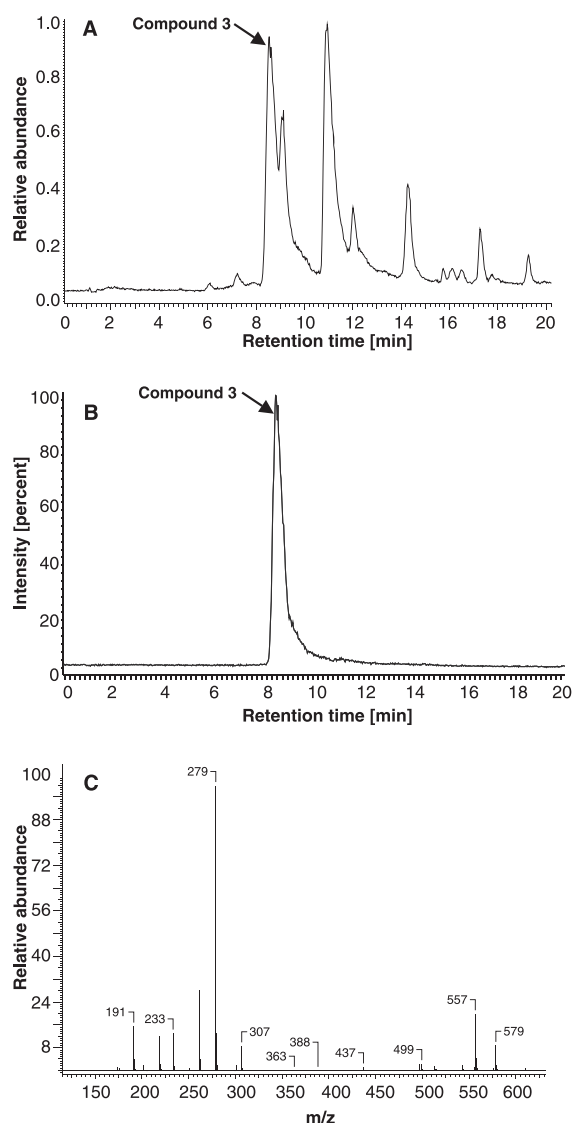 A
Compound 3
Relative abundance
1.0
0.8
0.6
0.4
0.2
0.0
0 2 4 6 8 10 12 14 16 18 20
Retention time [min]
B
Compound 3
Intensity [percent]
100
80
60
40
20
0
0 2 4 6 8 10 12 14 16 18 20
Retention time [min]
C
Relative abundance
100
88
72
56
40
24
8
279
191
233
307
363
388
437
499
557
579
150 200 250 300 350 400 450 500 550 600
m/z